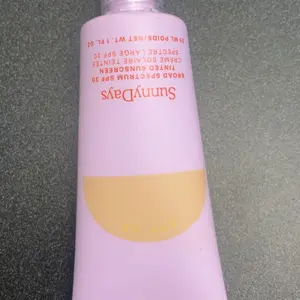 SunnyDays
TINTED SUNSCREEN
BROAD SPECTRUM SPF 30
CRÈME SOLAIRE TEINTÉE
SPECTRE LARGE SPF 30
30 ML POIDS/NET WT. 1 FL OZ